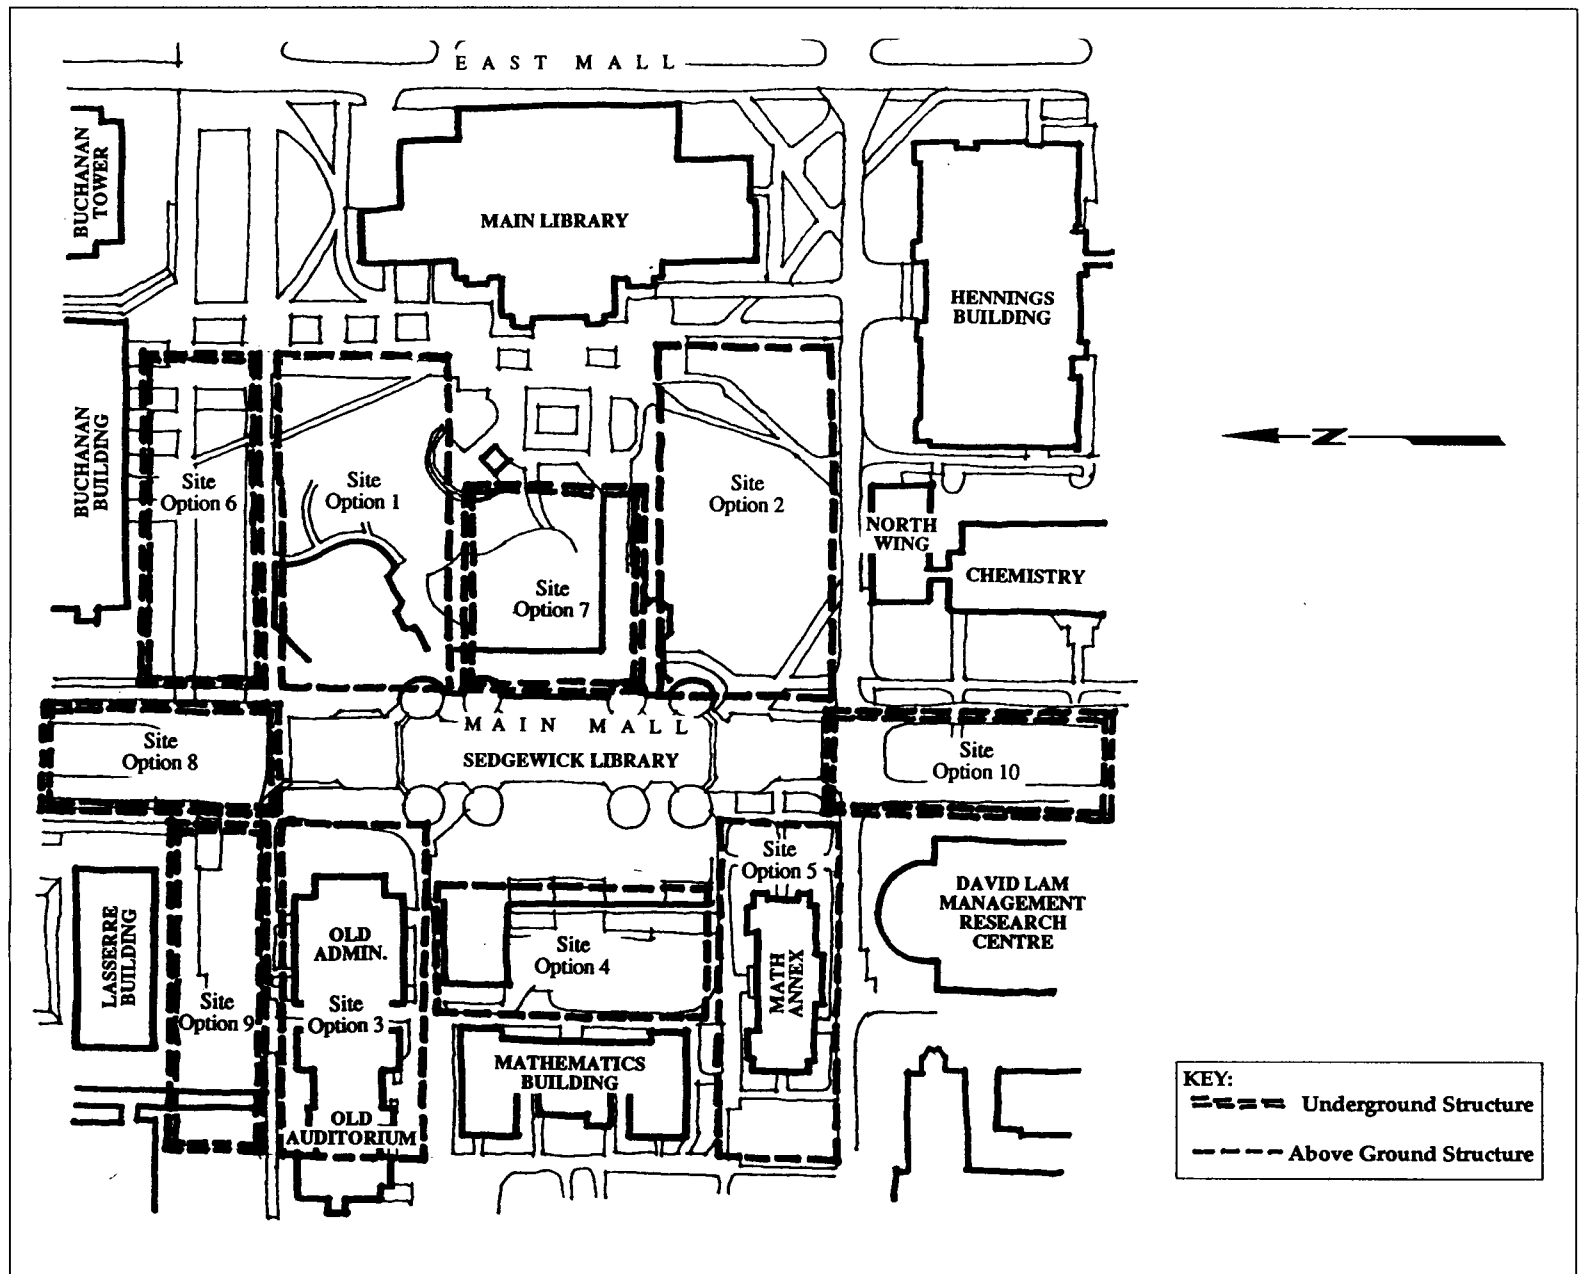 EAST MALL
BUCHANAN
TOWER
MAIN LIBRARY
HENNINGS
BUILDING
BUCHANAN
BUILDING
Site
Option 6
Site
Option 1
Site
Option 2
N
NORTH
WING
CHEMISTRY
Site
Option 7
MAIN MALL
SEDGEWICK LIBRARY
Site
Option 8
Site
Option 10
Site
Option 5
DAVID LAM
MANAGEMENT
RESEARCH
CENTRE
LASSERRE
BUILDING
OLD
ADMIN.
Site
Option 4
MATH
ANNEX
Site
Option 9
Site
Option 3
MATHEMATICS
BUILDING
OLD
AUDITORIUM
KEY:
Underground Structure
Above Ground Structure